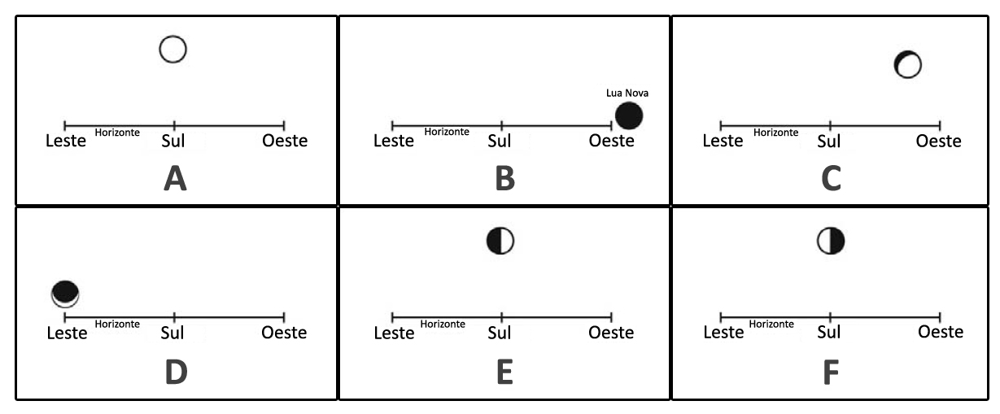 Leste Horizonte Sul Oeste
A
Lua Nova
Leste Horizonte Sul Oeste
B
Leste Horizonte Sul Oeste
C
Leste Horizonte Sul Oeste
D
Leste Horizonte Sul Oeste
E
Leste Horizonte Sul Oeste
F